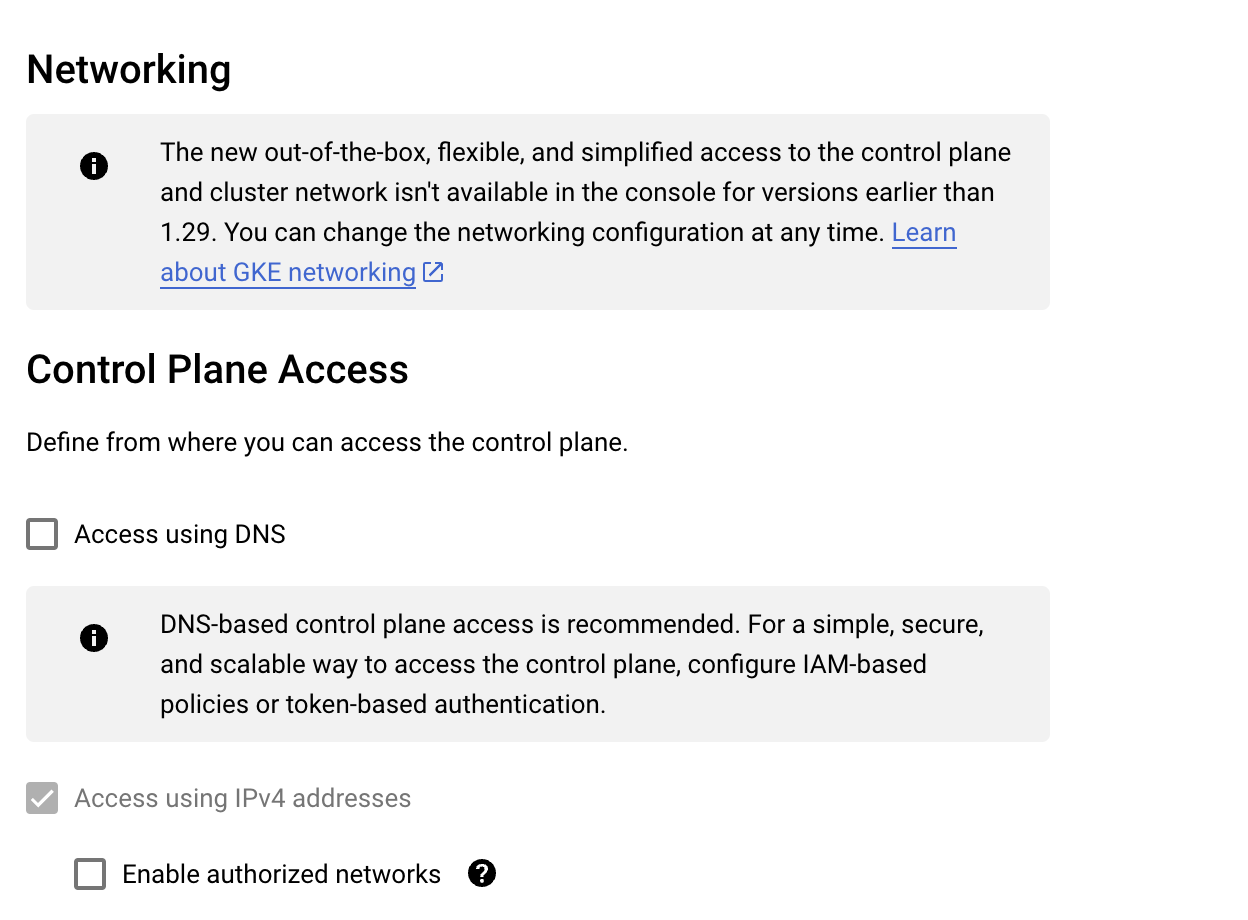 Networking
The new out-of-the-box, flexible, and simplified access to the control plane
and cluster network isn't available in the console for versions earlier than
1.29. You can change the networking configuration at any time. Learn
about GKE networking
Control Plane Access
Define from where you can access the control plane.
Access using DNS
DNS-based control plane access is recommended. For a simple, secure,
and scalable way to access the control plane, configure IAM-based
policies or token-based authentication.
Access using IPv4 addresses
Enable authorized networks